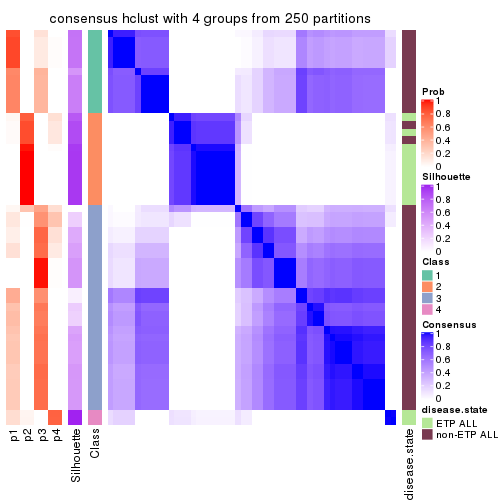 consensus hclust with 4 groups from 250 partitions
Prob
1
0.8
0.6
0.4
0.2
0
Silhouette
1
0.8
0.6
0.4
0.2
0
Class
1
2
3
4
Consensus
1
0.8
0.6
0.4
0.2
0
disease.state
ETP ALL
non-ETP ALL
p1
p2
p3
p4
Silhouette
Class
disease.state